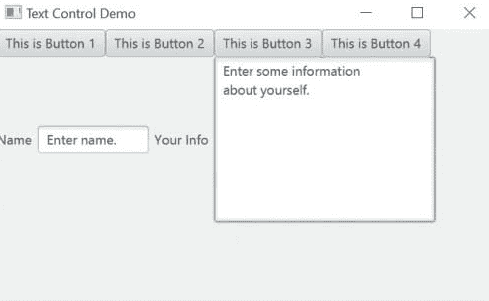 Text Control Demo
This is Button 1 This is Button 2 This is Button 3 This is Button 4
Enter some information
about yourself.
Name Enter name. Your Info